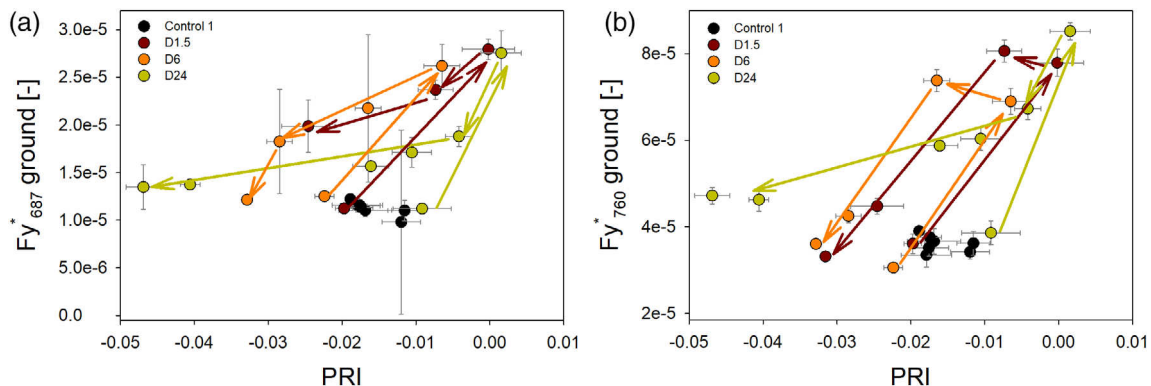 (a)
Fy*687 ground [-]
3.0e-5
2.5e-5
2.0e-5
1.5e-5
1.0e-5
5.0e-6
0.0
Control 1
D1.5
D6
D24
-0.05 -0.04 -0.03 -0.02 -0.01 0.00 0.01
PRI
(b)
Fy*760 ground [-]
8e-5
6e-5
4e-5
2e-5
Control 1
D1.5
D6
D24
-0.05 -0.04 -0.03 -0.02 -0.01 0.00 0.01
PRI